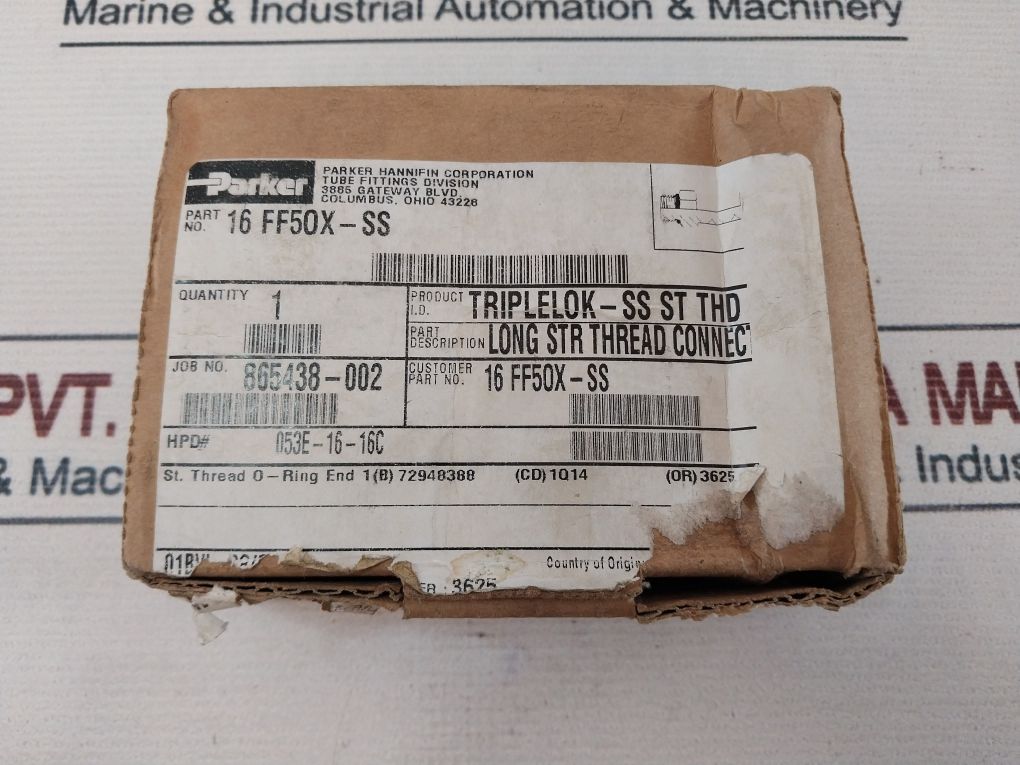 Marine & Industrial Automation & Machinery
Parker
PARKER HANNIFIN CORPORATION
TUBE FITTINGS DIVISION
3885 GATEWAY BLVD.
COLUMBUS, OHIO 43228
PART NO. 16 FF50X-SS
QUANTITY 1
PRODUCT I.D. TRIPLELOK-SS ST THD
PART DESCRIPTION LONG STR THREAD CONNECT
JOB NO. 865438-002
CUSTOMER PART NO. 16 FF50X-SS
HPD# 053E-16-16C
St. Thread O-Ring End 1(B) 72948388 (CD) 1Q14 (OR) 3625
Country of Origin
3625
PVT.
A MA
& Mac
Indus